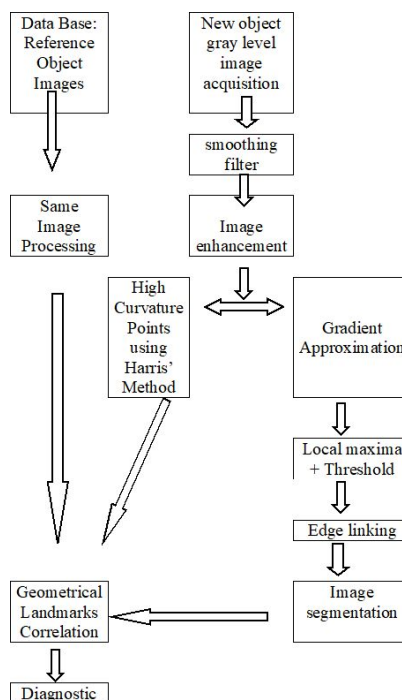 Data Base:
Reference
Object
Images
New object
gray level
image
acquisition
smoothing
filter
Same
Image
Processing
Image
enhancement
High
Curvature
Points
using
Harris’
Method
Gradient
Approximation
Local maxima
+ Threshold
Edge linking
Geometrical
Landmarks
Correlation
Image
segmentation
Diagnostic